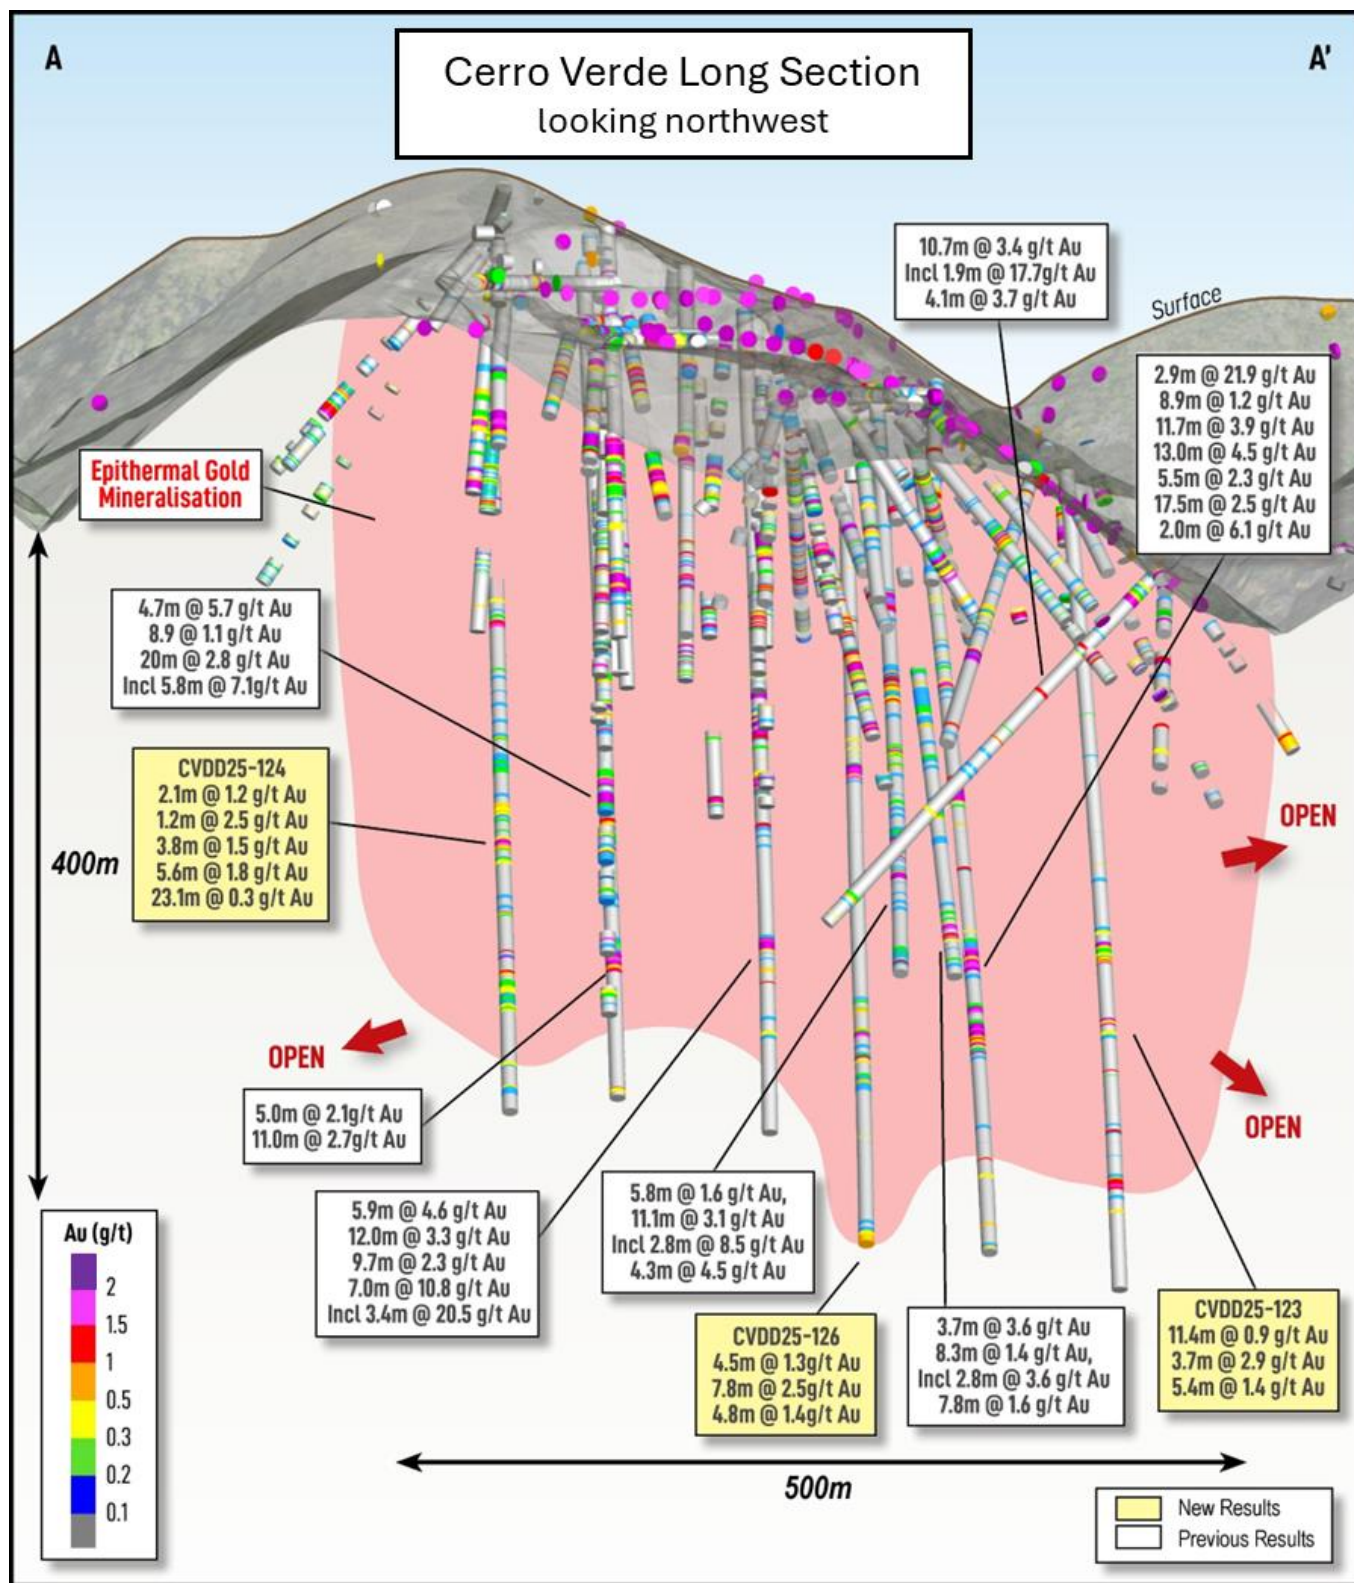 A
A'
Cerro Verde Long Section
looking northwest
10.7m @ 3.4 g/t Au
Incl 1.9m @ 17.7g/t Au
4.1m @ 3.7 g/t Au
Surface
2.9m @ 21.9 g/t Au
8.9m @ 1.2 g/t Au
11.7m @ 3.9 g/t Au
13.0m @ 4.5 g/t Au
5.5m @ 2.3 g/t Au
17.5m @ 2.5 g/t Au
2.0m @ 6.1 g/t Au
Epithermal Gold
Mineralisation
4.7m @ 5.7 g/t Au
8.9 @ 1.1 g/t Au
20m @ 2.8 g/t Au
Incl 5.8m @ 7.1g/t Au
CVDD25-124
2.1m @ 1.2 g/t Au
1.2m @ 2.5 g/t Au
3.8m @ 1.5 g/t Au
5.6m @ 1.8 g/t Au
23.1m @ 0.3 g/t Au
400m
OPEN
OPEN
OPEN
5.0m @ 2.1g/t Au
11.0m @ 2.7g/t Au
5.9m @ 4.6 g/t Au
12.0m @ 3.3 g/t Au
9.7m @ 2.3 g/t Au
7.0m @ 10.8 g/t Au
Incl 3.4m @ 20.5 g/t Au
5.8m @ 1.6 g/t Au,
11.1m @ 3.1 g/t Au
Incl 2.8m @ 8.5 g/t Au
4.3m @ 4.5 g/t Au
CVDD25-126
4.5m @ 1.3g/t Au
7.8m @ 2.5g/t Au
4.8m @ 1.4g/t Au
3.7m @ 3.6 g/t Au
8.3m @ 1.4 g/t Au,
Incl 2.8m @ 3.6 g/t Au
7.8m @ 1.6 g/t Au
CVDD25-123
11.4m @ 0.9 g/t Au
3.7m @ 2.9 g/t Au
5.4m @ 1.4 g/t Au
Au (g/t)
2
1.5
1
0.5
0.3
0.2
0.1
500m
New Results
Previous Results